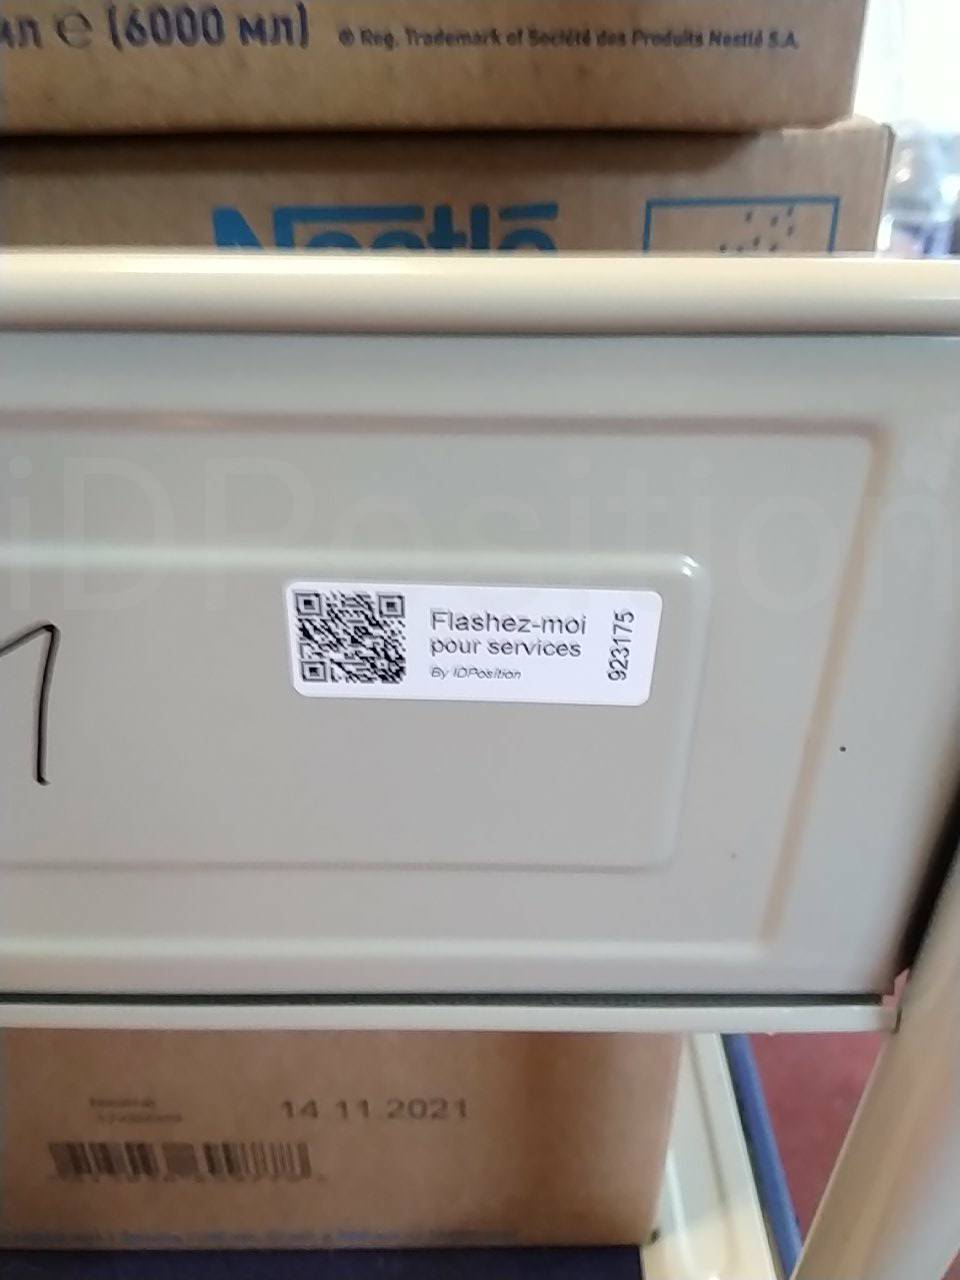 мл ℮ (6000 мл) ® Reg. Trademark of Société des Produits Nestlé S.A.
Nestlé
iDPosition
1
Flashez-moi
pour services
By IDPosition
923175
14 11 2021